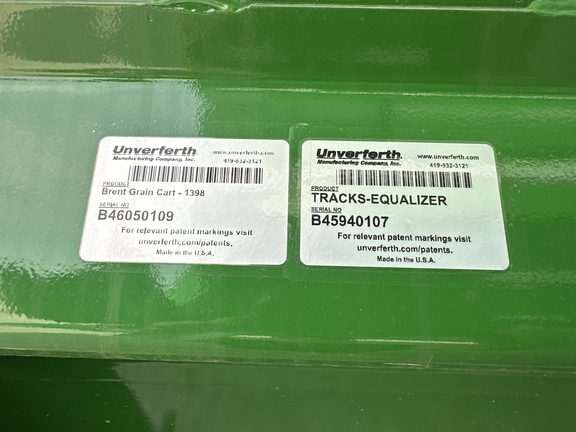 Unverferth
Manufacturing Company, Inc.
www.unverferth.com
419-532-3121
PRODUCT
Brent Grain Cart - 1398
SERIAL NO
B46050109
For relevant patent markings visit
unverferth.com/patents.
Made in the U.S.A.
Unverferth
Manufacturing Company, Inc.
www.unverferth.com
419-532-3121
PRODUCT
TRACKS-EQUALIZER
SERIAL NO
B45940107
For relevant patent markings visit
unverferth.com/patents.
Made in the U.S.A.